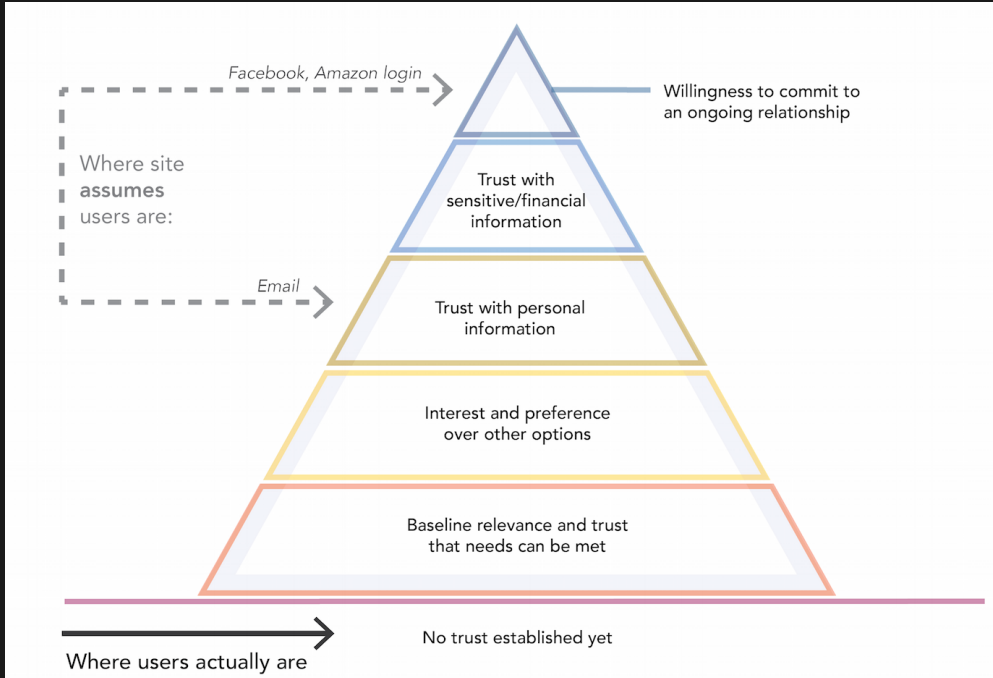 Facebook, Amazon login
Willingness to commit to
an ongoing relationship
Where site
assumes
users are:
Trust with
sensitive/financial
information
Email
Trust with personal
information
Interest and preference
over other options
Baseline relevance and trust
that needs can be met
No trust established yet
Where users actually are